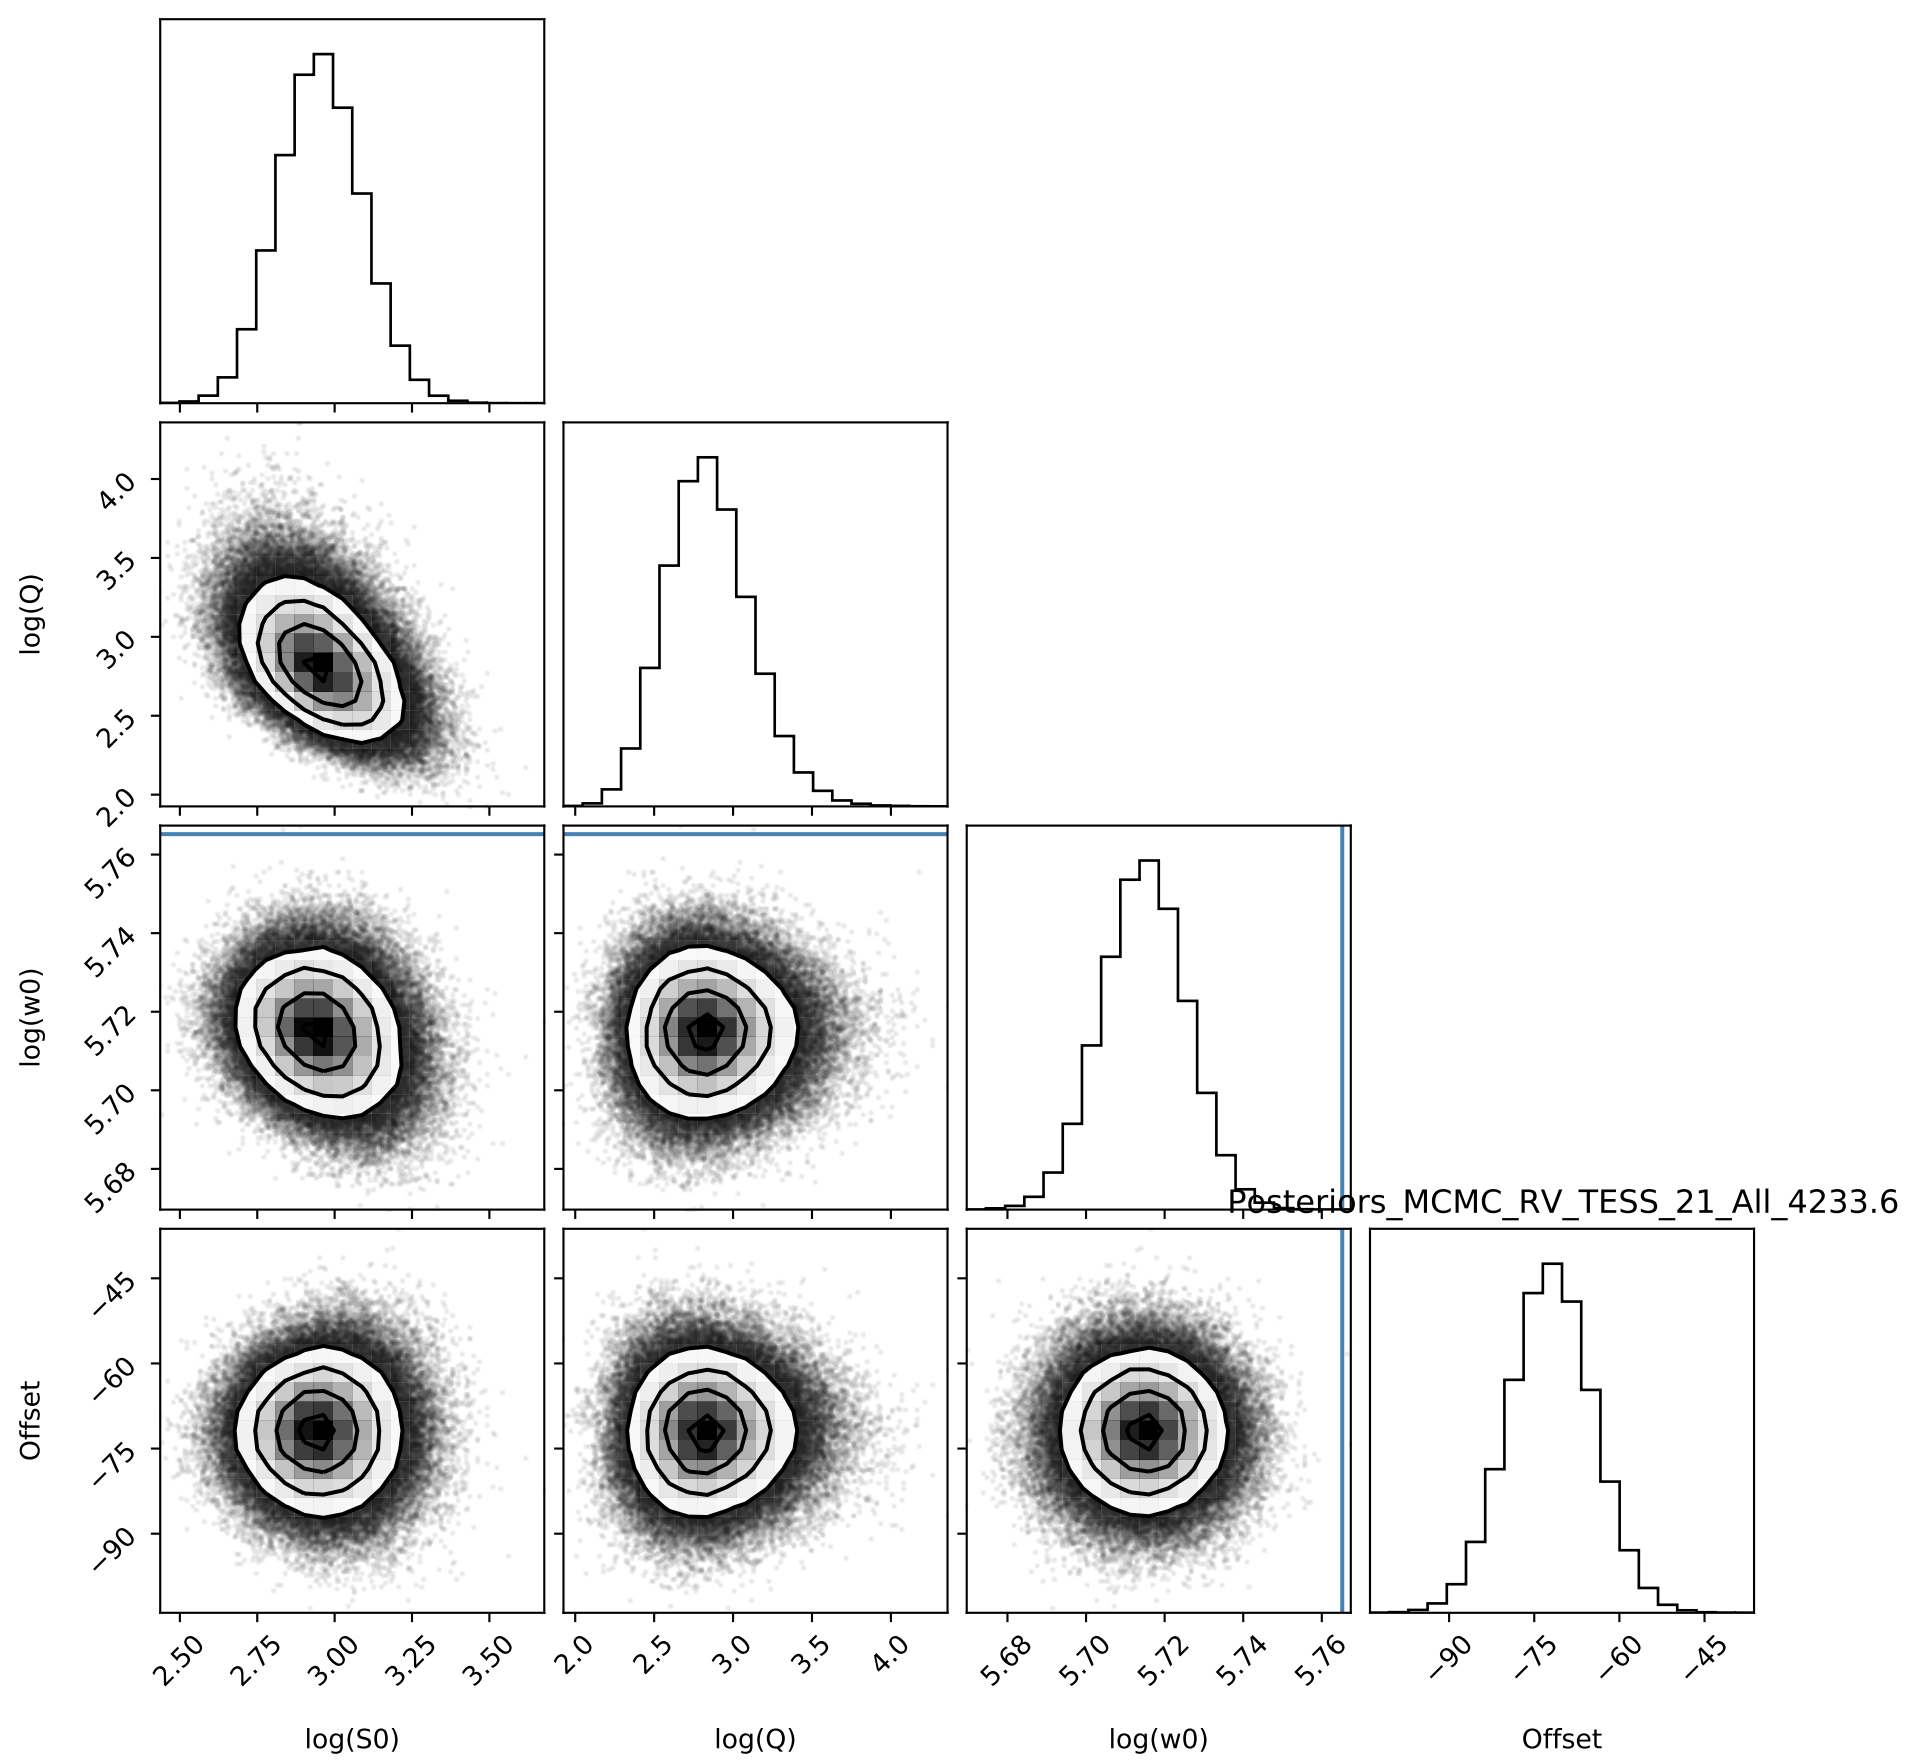 4.0
3.5
3.0
2.5
2.0
log(Q)
5.76
5.74
5.72
5.70
5.68
log(w0)
Posteriors_MCMC_RV_TESS_21_All_4233.6
−45
−60
−75
−90
Offset
2.50 2.75 3.00 3.25 3.50
2.0 2.5 3.0 3.5 4.0
5.68 5.70 5.72 5.74 5.76
−90 −75 −60 −45
log(S0) log(Q) log(w0) Offset